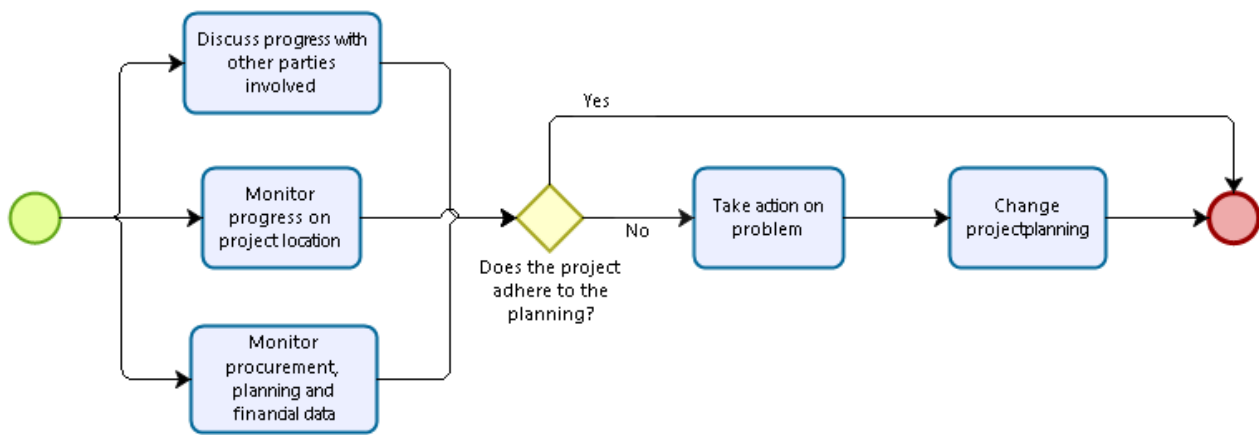 Discuss progress with
other parties
involved
Yes
Monitor
progress on
project location
No
Take action on
problem
Change
projectplanning
Does the project
adhere to the
planning?
Monitor
procurement,
planning and
financial data